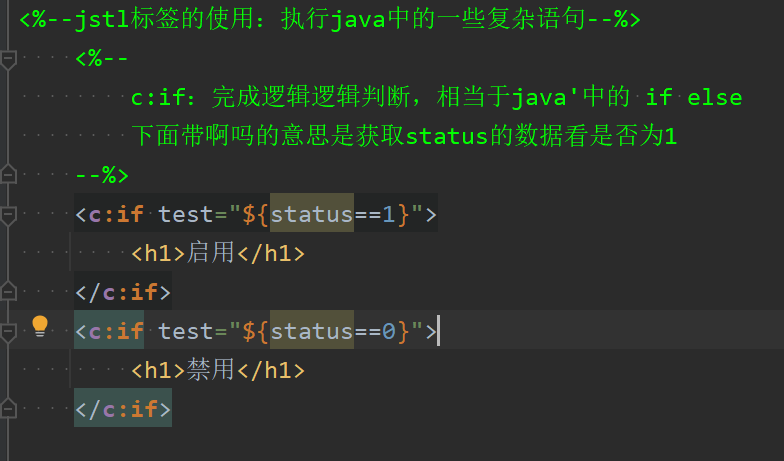 <%--jstl标签的使用：执行java中的一些复杂语句--%>
<%--
c:if：完成逻辑逻辑判断，相当于java'中的 if else
下面带啊吗的意思是获取status的数据看是否为1
--%>
<c:if test="${status==1}">
<h1>启用</h1>
</c:if>
<c:if test="${status==0}">
<h1>禁用</h1>
</c:if>